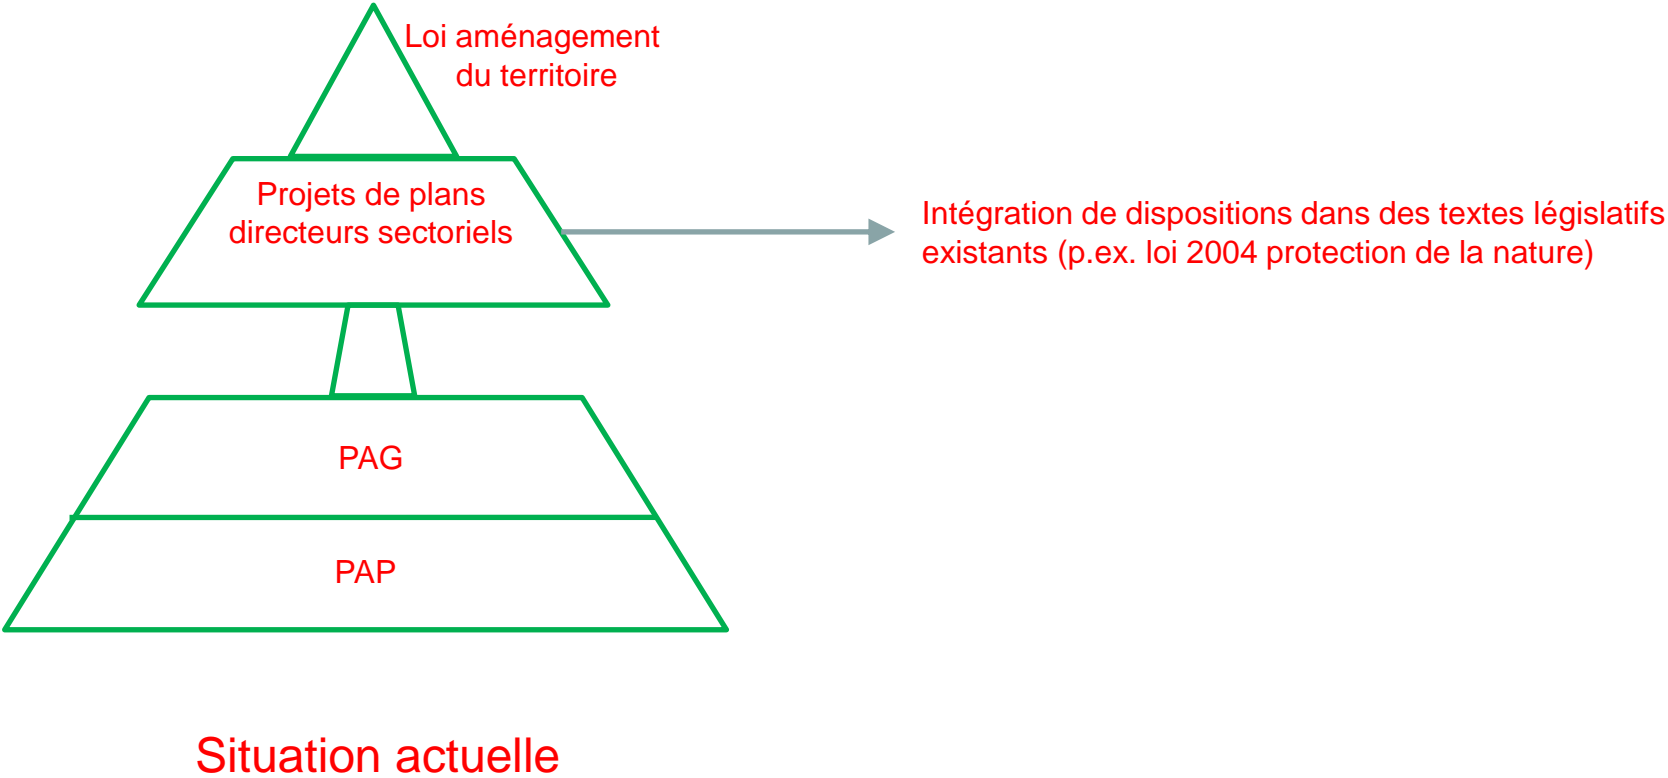 Loi aménagement
du territoire
Projets de plans
directeurs sectoriels
Intégration de dispositions dans des textes législatifs
existants (p.ex. loi 2004 protection de la nature)
PAG
PAP
Situation actuelle